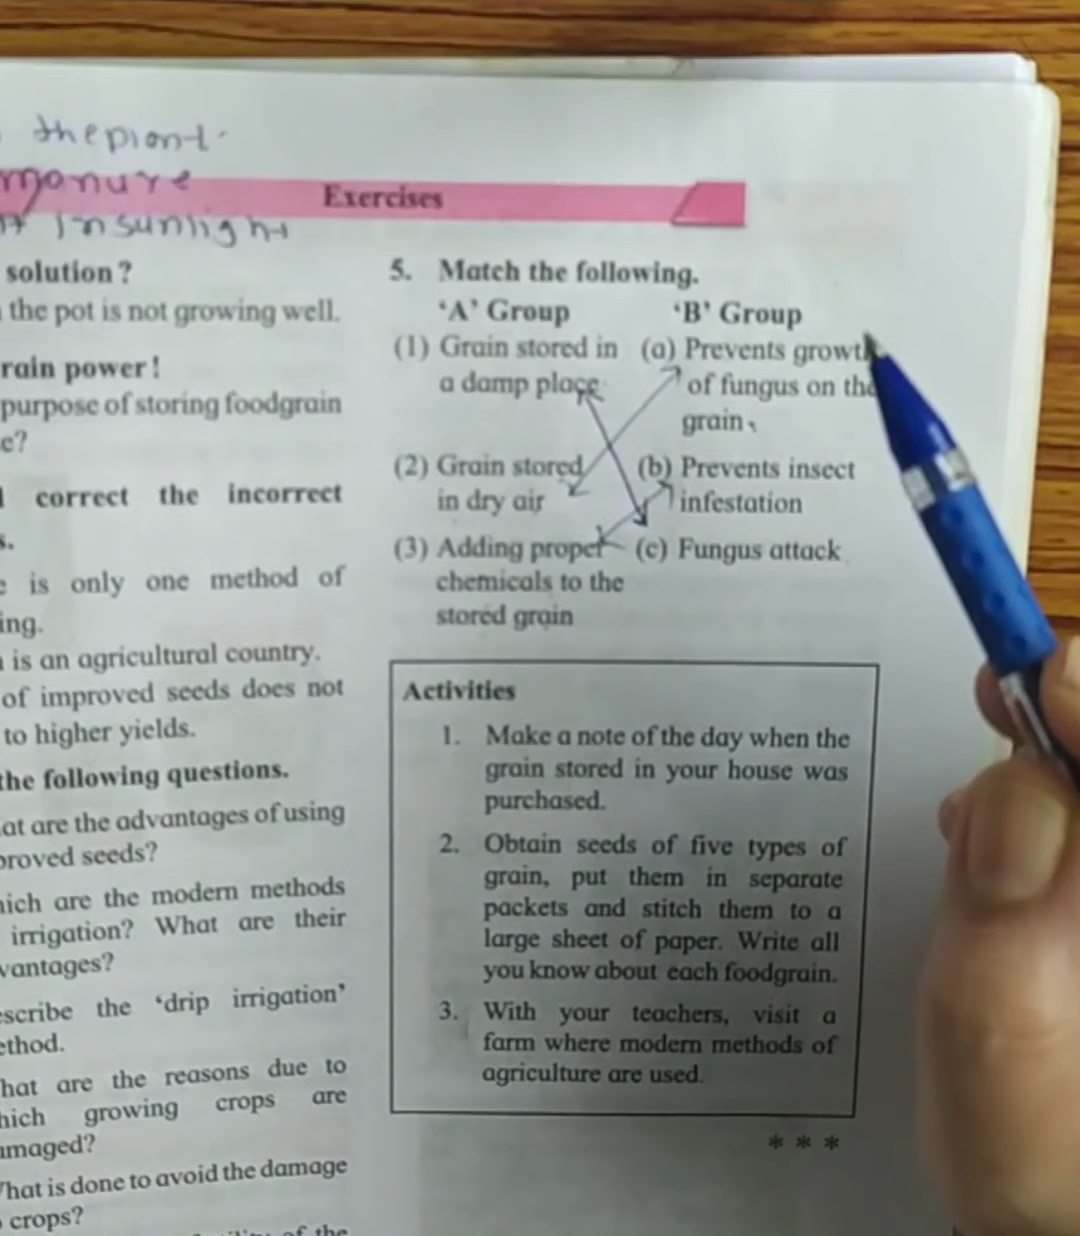 the piont
manure
insunlight
Exercises
solution ?
the pot is not growing well.
rain power !
purpose of storing foodgrain
e?
correct the incorrect
s.
is only one method of
ing.
is an agricultural country.
of improved seeds does not
to higher yields.
the following questions.
at are the advantages of using
proved seeds?
hich are the modern methods
irrigation? What are their
vantages?
escribe the ‘drip irrigation’
ethod.
hat are the reasons due to
hich growing crops are
amaged?
What is done to avoid the damage
crops?
of the
5. Match the following.
‘A’ Group ‘B’ Group
(1) Grain stored in (a) Prevents growth
a damp place of fungus on the
grain
(2) Grain stored (b) Prevents insect
in dry air infestation
(3) Adding proper (c) Fungus attack
chemicals to the
stored grain
Activities
1. Make a note of the day when the
grain stored in your house was
purchased.
2. Obtain seeds of five types of
grain, put them in separate
packets and stitch them to a
large sheet of paper. Write all
you know about each foodgrain.
3. With your teachers, visit a
farm where modern methods of
agriculture are used.
* * *